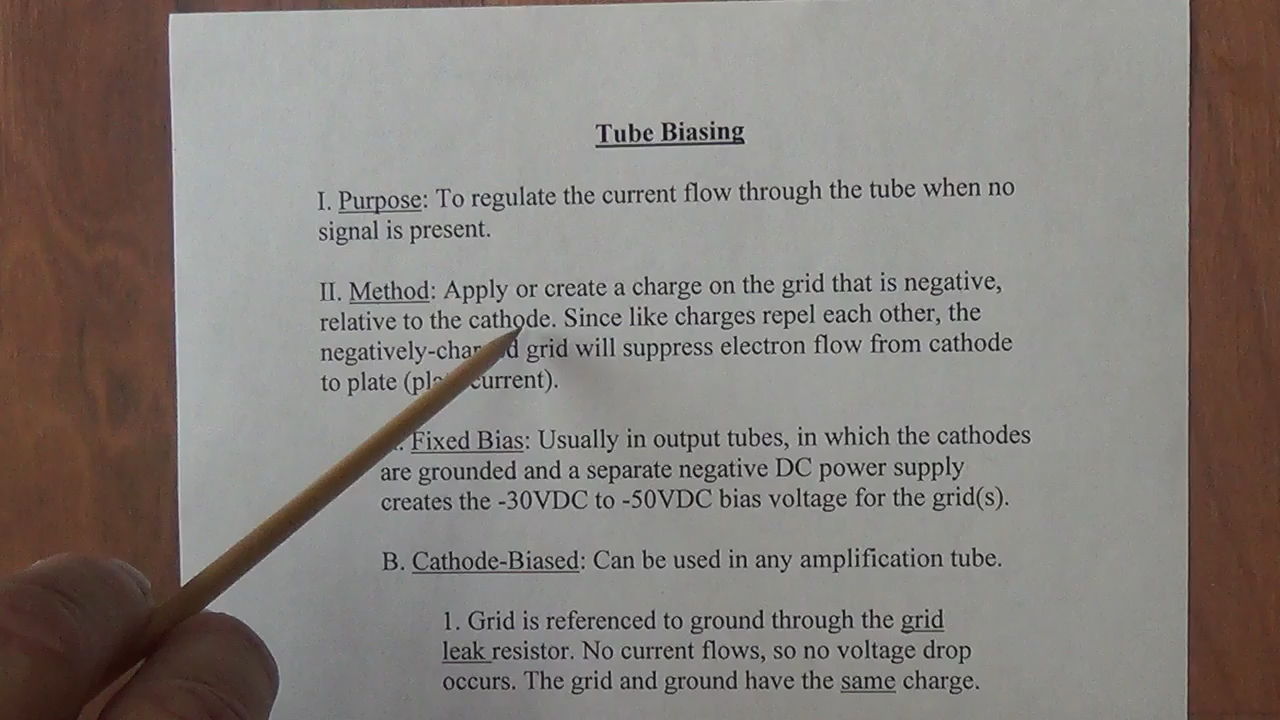 Tube Biasing
I. Purpose: To regulate the current flow through the tube when no
signal is present.
II. Method: Apply or create a charge on the grid that is negative,
relative to the cathode. Since like charges repel each other, the
negatively-char d grid will suppress electron flow from cathode
to plate (pl current).
. Fixed Bias: Usually in output tubes, in which the cathodes
are grounded and a separate negative DC power supply
creates the -30VDC to -50VDC bias voltage for the grid(s).
B. Cathode-Biased: Can be used in any amplification tube.
1. Grid is referenced to ground through the grid
leak resistor. No current flows, so no voltage drop
occurs. The grid and ground have the same charge.